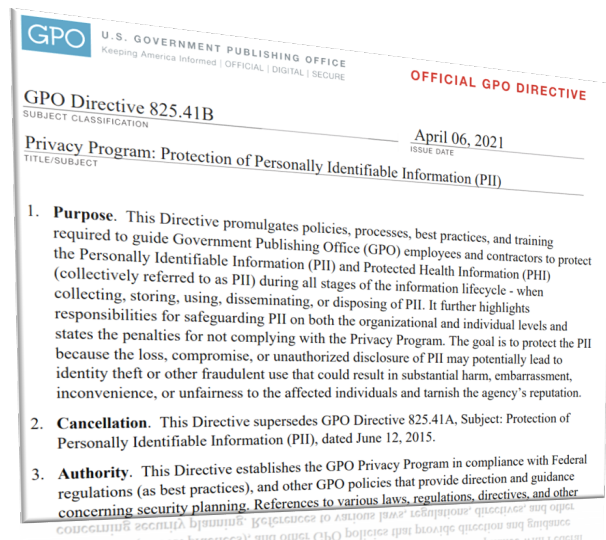 GPO
U.S. GOVERNMENT PUBLISHING OFFICE
Keeping America Informed | OFFICIAL | DIGITAL | SECURE
OFFICIAL GPO DIRECTIVE
GPO Directive 825.41B
SUBJECT CLASSIFICATION
April 06, 2021
ISSUE DATE
Privacy Program: Protection of Personally Identifiable Information (PII)
TITLE/SUBJECT
1. Purpose. This Directive promulgates policies, processes, best practices, and training
required to guide Government Publishing Office (GPO) employees and contractors to protect
the Personally Identifiable Information (PII) and Protected Health Information (PHI)
(collectively referred to as PII) during all stages of the information lifecycle - when
collecting, storing, using, disseminating, or disposing of PII. It further highlights
responsibilities for safeguarding PII on both the organizational and individual levels and
states the penalties for not complying with the Privacy Program. The goal is to protect the PII
because the loss, compromise, or unauthorized disclosure of PII may potentially lead to
identity theft or other fraudulent use that could result in substantial harm, embarrassment,
inconvenience, or unfairness to the affected individuals and tarnish the agency's reputation.
2. Cancellation. This Directive supersedes GPO Directive 825.41A, Subject: Protection of
Personally Identifiable Information (PII), dated June 12, 2015.
3. Authority. This Directive establishes the GPO Privacy Program in compliance with Federal
regulations (as best practices), and other GPO policies that provide direction and guidance
concerning security planning. References to various laws, regulations, directives, and other